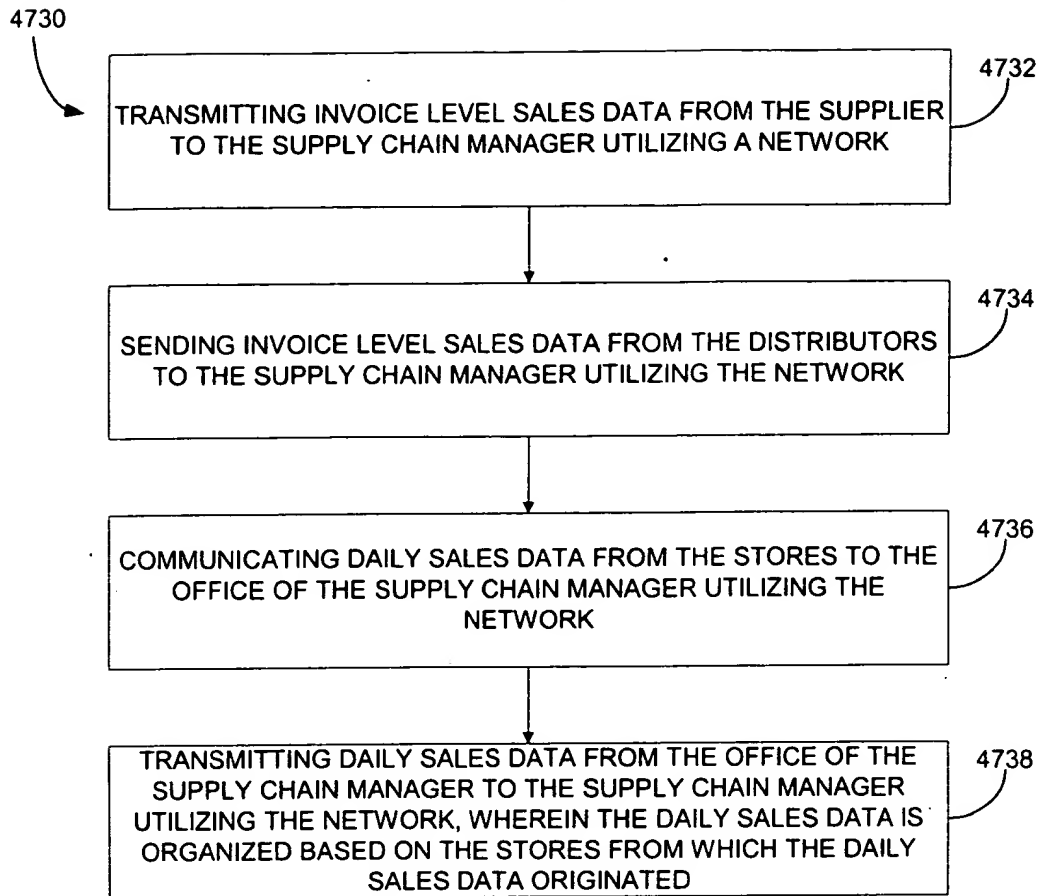 4730
4732
TRANSMITTING INVOICE LEVEL SALES DATA FROM THE SUPPLIER
TO THE SUPPLY CHAIN MANAGER UTILIZING A NETWORK
4734
SENDING INVOICE LEVEL SALES DATA FROM THE DISTRIBUTORS
TO THE SUPPLY CHAIN MANAGER UTILIZING THE NETWORK
4736
COMMUNICATING DAILY SALES DATA FROM THE STORES TO THE
OFFICE OF THE SUPPLY CHAIN MANAGER UTILIZING THE
NETWORK
4738
TRANSMITTING DAILY SALES DATA FROM THE OFFICE OF THE
SUPPLY CHAIN MANAGER TO THE SUPPLY CHAIN MANAGER
UTILIZING THE NETWORK, WHEREIN THE DAILY SALES DATA IS
ORGANIZED BASED ON THE STORES FROM WHICH THE DAILY
SALES DATA ORIGINATED